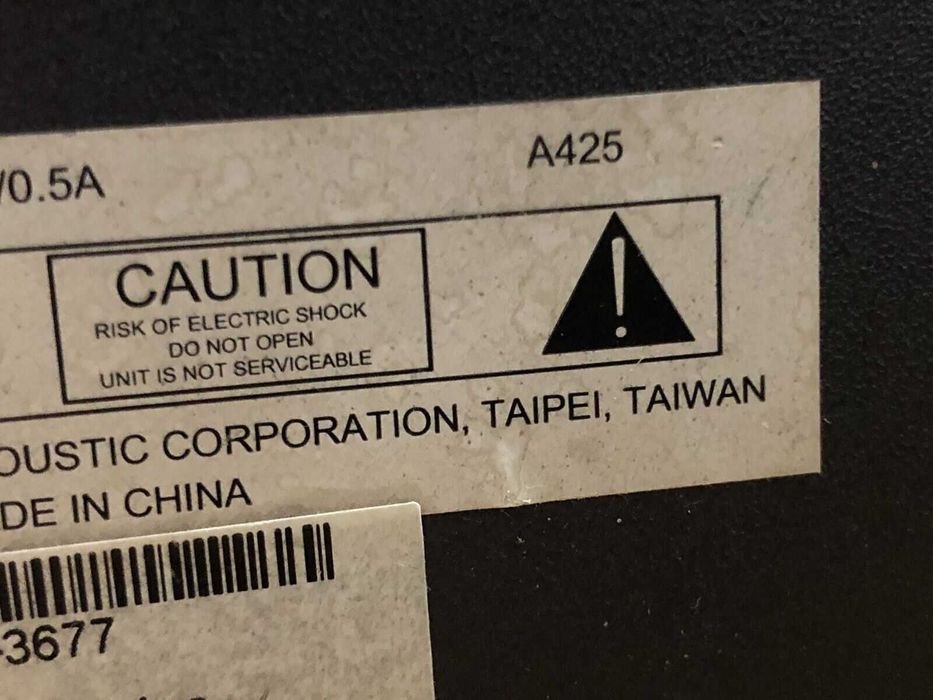 /0.5A
A425
CAUTION
RISK OF ELECTRIC SHOCK
DO NOT OPEN
UNIT IS NOT SERVICEABLE
OUSTIC CORPORATION, TAIPEI, TAIWAN
DE IN CHINA
-3677